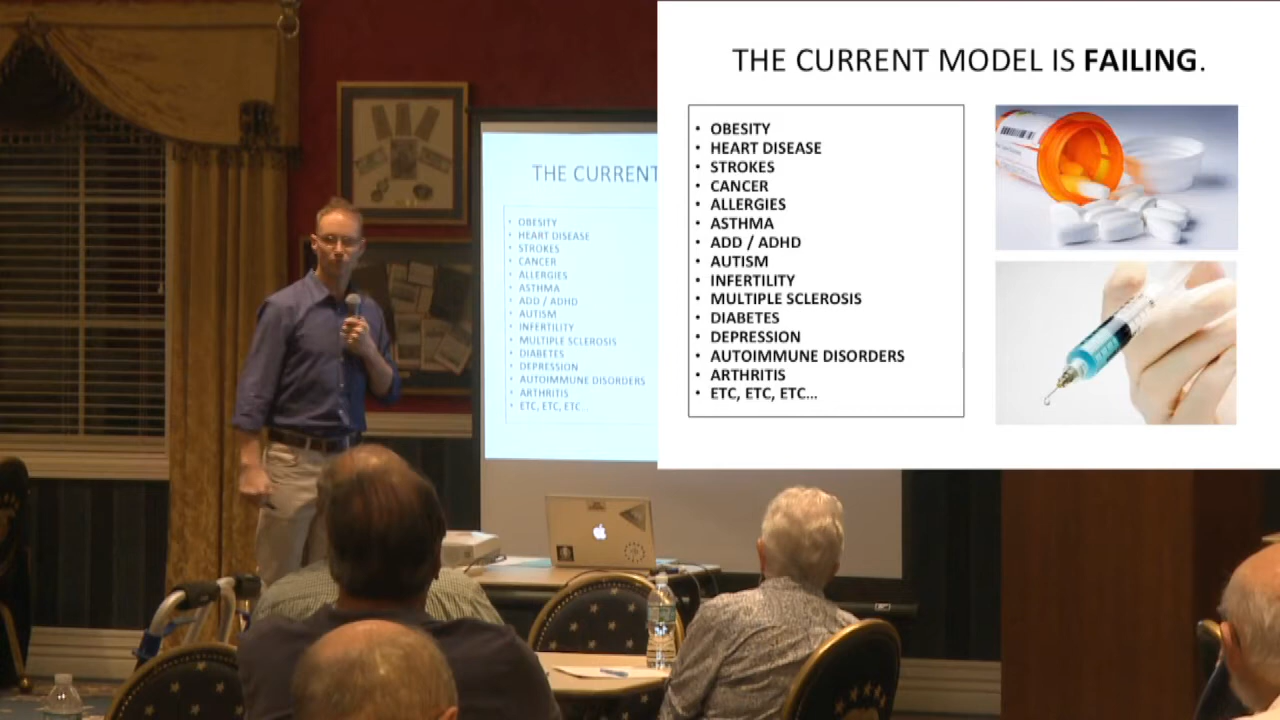 THE CURRENT MODEL IS FAILING.
• OBESITY
• HEART DISEASE
• STROKES
• CANCER
• ALLERGIES
• ASTHMA
• ADD / ADHD
• AUTISM
• INFERTILITY
• MULTIPLE SCLEROSIS
• DIABETES
• DEPRESSION
• AUTOIMMUNE DISORDERS
• ARTHRITIS
• ETC, ETC, ETC...
THE CURRENT
• OBESITY
• HEART DISEASE
• STROKES
• CANCER
• ALLERGIES
• ASTHMA
• ADD / ADHD
• AUTISM
• INFERTILITY
• MULTIPLE SCLEROSIS
• DIABETES
• DEPRESSION
• AUTOIMMUNE DISORDERS
• ARTHRITIS
• ETC, ETC, ETC...